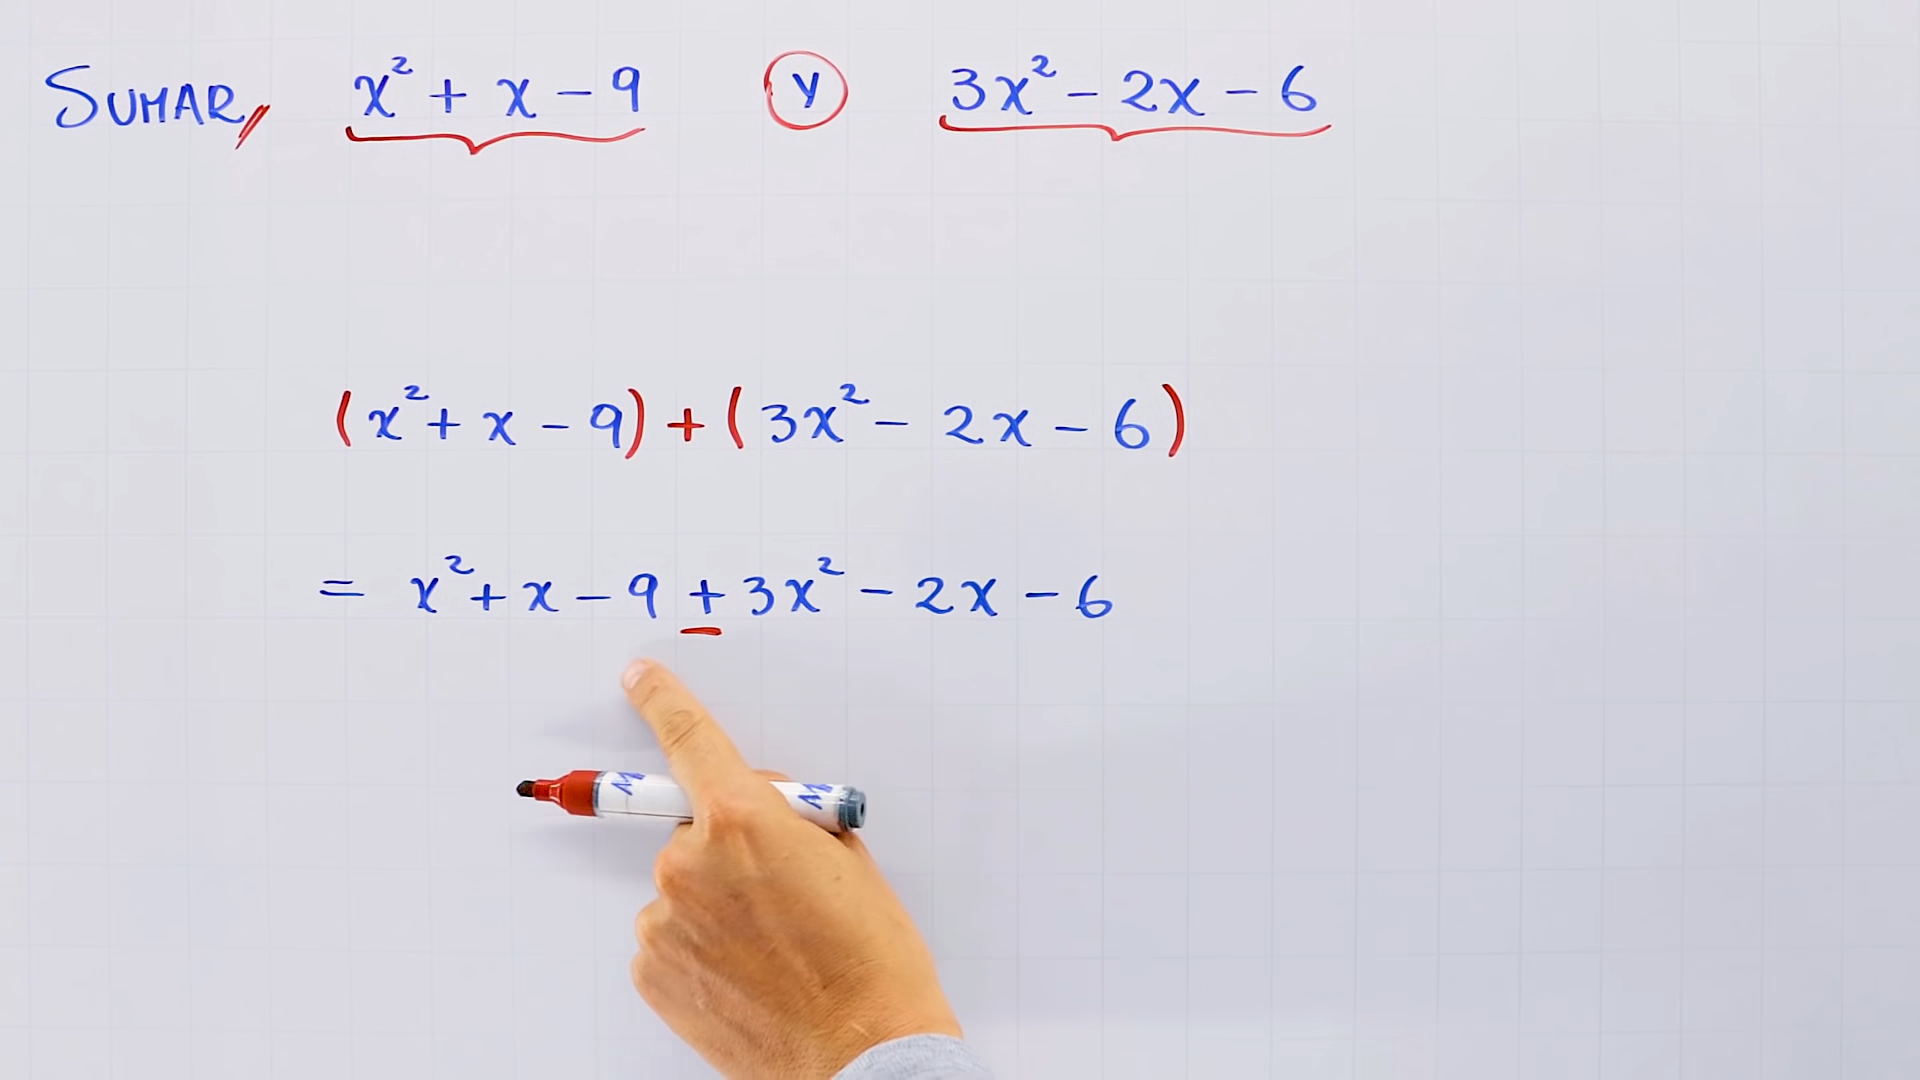 SUMAR, x² + x - 9 y 3x² - 2x - 6
(x² + x - 9) + (3x² - 2x - 6)
= x² + x - 9 + 3x² - 2x - 6